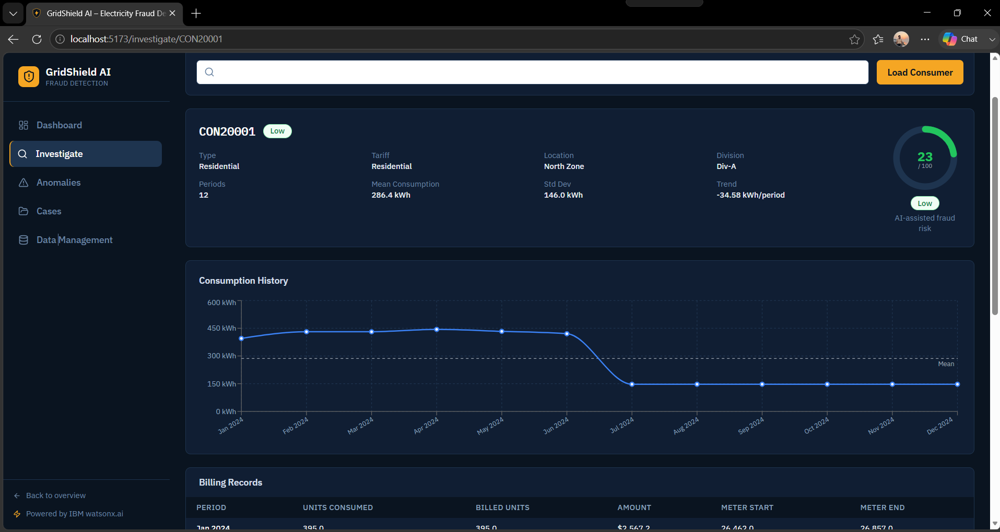 GridShield AI – Electricity Fraud De
localhost:5173/investigate/CON20001
Chat
GridShield AI
FRAUD DETECTION
Dashboard
Investigate
Anomalies
Cases
Data Management
Back to overview
Powered by IBM watsonx.ai
Load Consumer
CON20001 Low
Type Tariff Location Division
Residential Residential North Zone Div-A
Periods Mean Consumption Std Dev Trend
12 286.4 kWh 146.0 kWh -34.58 kWh/period
23
/ 100
Low
AI-assisted fraud
risk
Consumption History
600 kWh
450 kWh
300 kWh
150 kWh
0 kWh
Mean
Jan 2024 Feb 2024 Mar 2024 Apr 2024 May 2024 Jun 2024 Jul 2024 Aug 2024 Sep 2024 Oct 2024 Nov 2024 Dec 2024
Billing Records
PERIOD UNITS CONSUMED BILLED UNITS AMOUNT METER START METER END
Jan 2024 395.0 395.0 $2,567.2 26,462.0 26,857.0